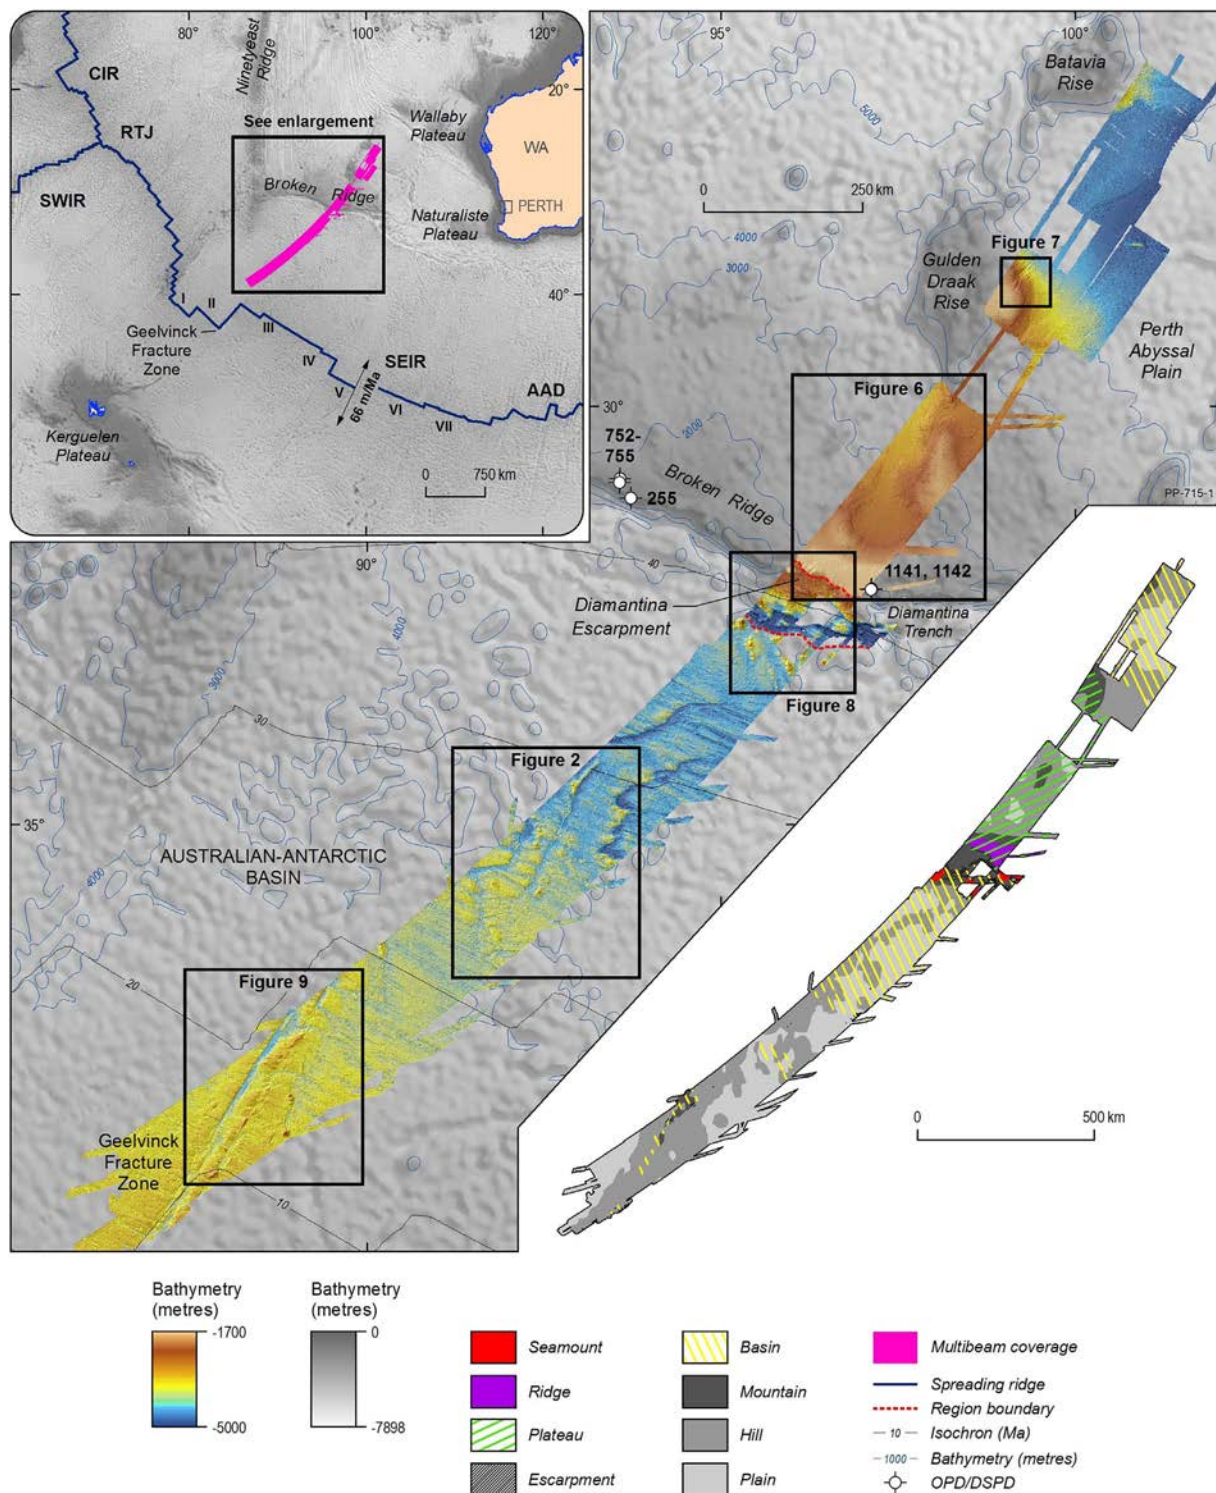 80°
100°
120°
CIR
Ninetyeast
Ridge
20°
RTJ
See enlargement
Wallaby
Plateau
WA
Broken Ridge
SWIR
Naturaliste
Plateau
PERTH
40°
I
II
III
IV
V
VI
VII
Geelvinck
Fracture
Zone
SEIR
66 m/Ma
AAD
Kerguelen
Plateau
0 750 km
95°
100°
Batavia
Rise
5000
0 250 km
4000
3000
Figure 7
Gulden
Draak
Rise
Perth
Abyssal
Plain
30°
Figure 6
2000
752-
755
255
Broken Ridge
PP-715-1
90°
40
1141, 1142
Diamantina
Escarpment
Diamantina
Trench
4000
3000
Figure 8
30
Figure 2
35°
AUSTRALIAN-ANTARCTIC
BASIN
4000
20
Figure 9
Geelvinck
Fracture
Zone
10
0 500 km
Bathymetry
(metres)
-1700
-5000
Bathymetry
(metres)
0
-7898
Seamount
Ridge
Plateau
Escarpment
Basin
Mountain
Hill
Plain
Multibeam coverage
Spreading ridge
Region boundary
10 Isochron (Ma)
1000 Bathymetry (metres)
OPD/DSPD